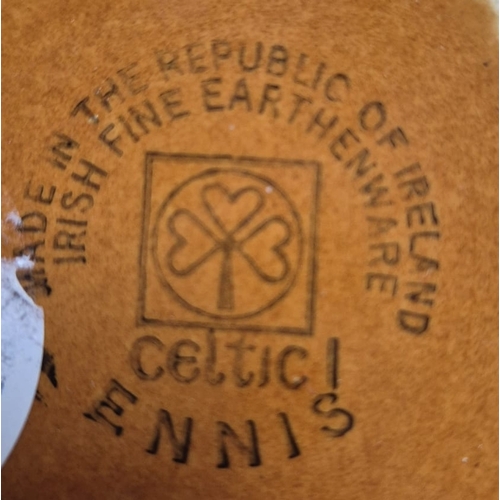 MADE IN THE REPUBLIC OF IRELAND
IRISH FINE EARTHENWARE
celtic
ENNIS